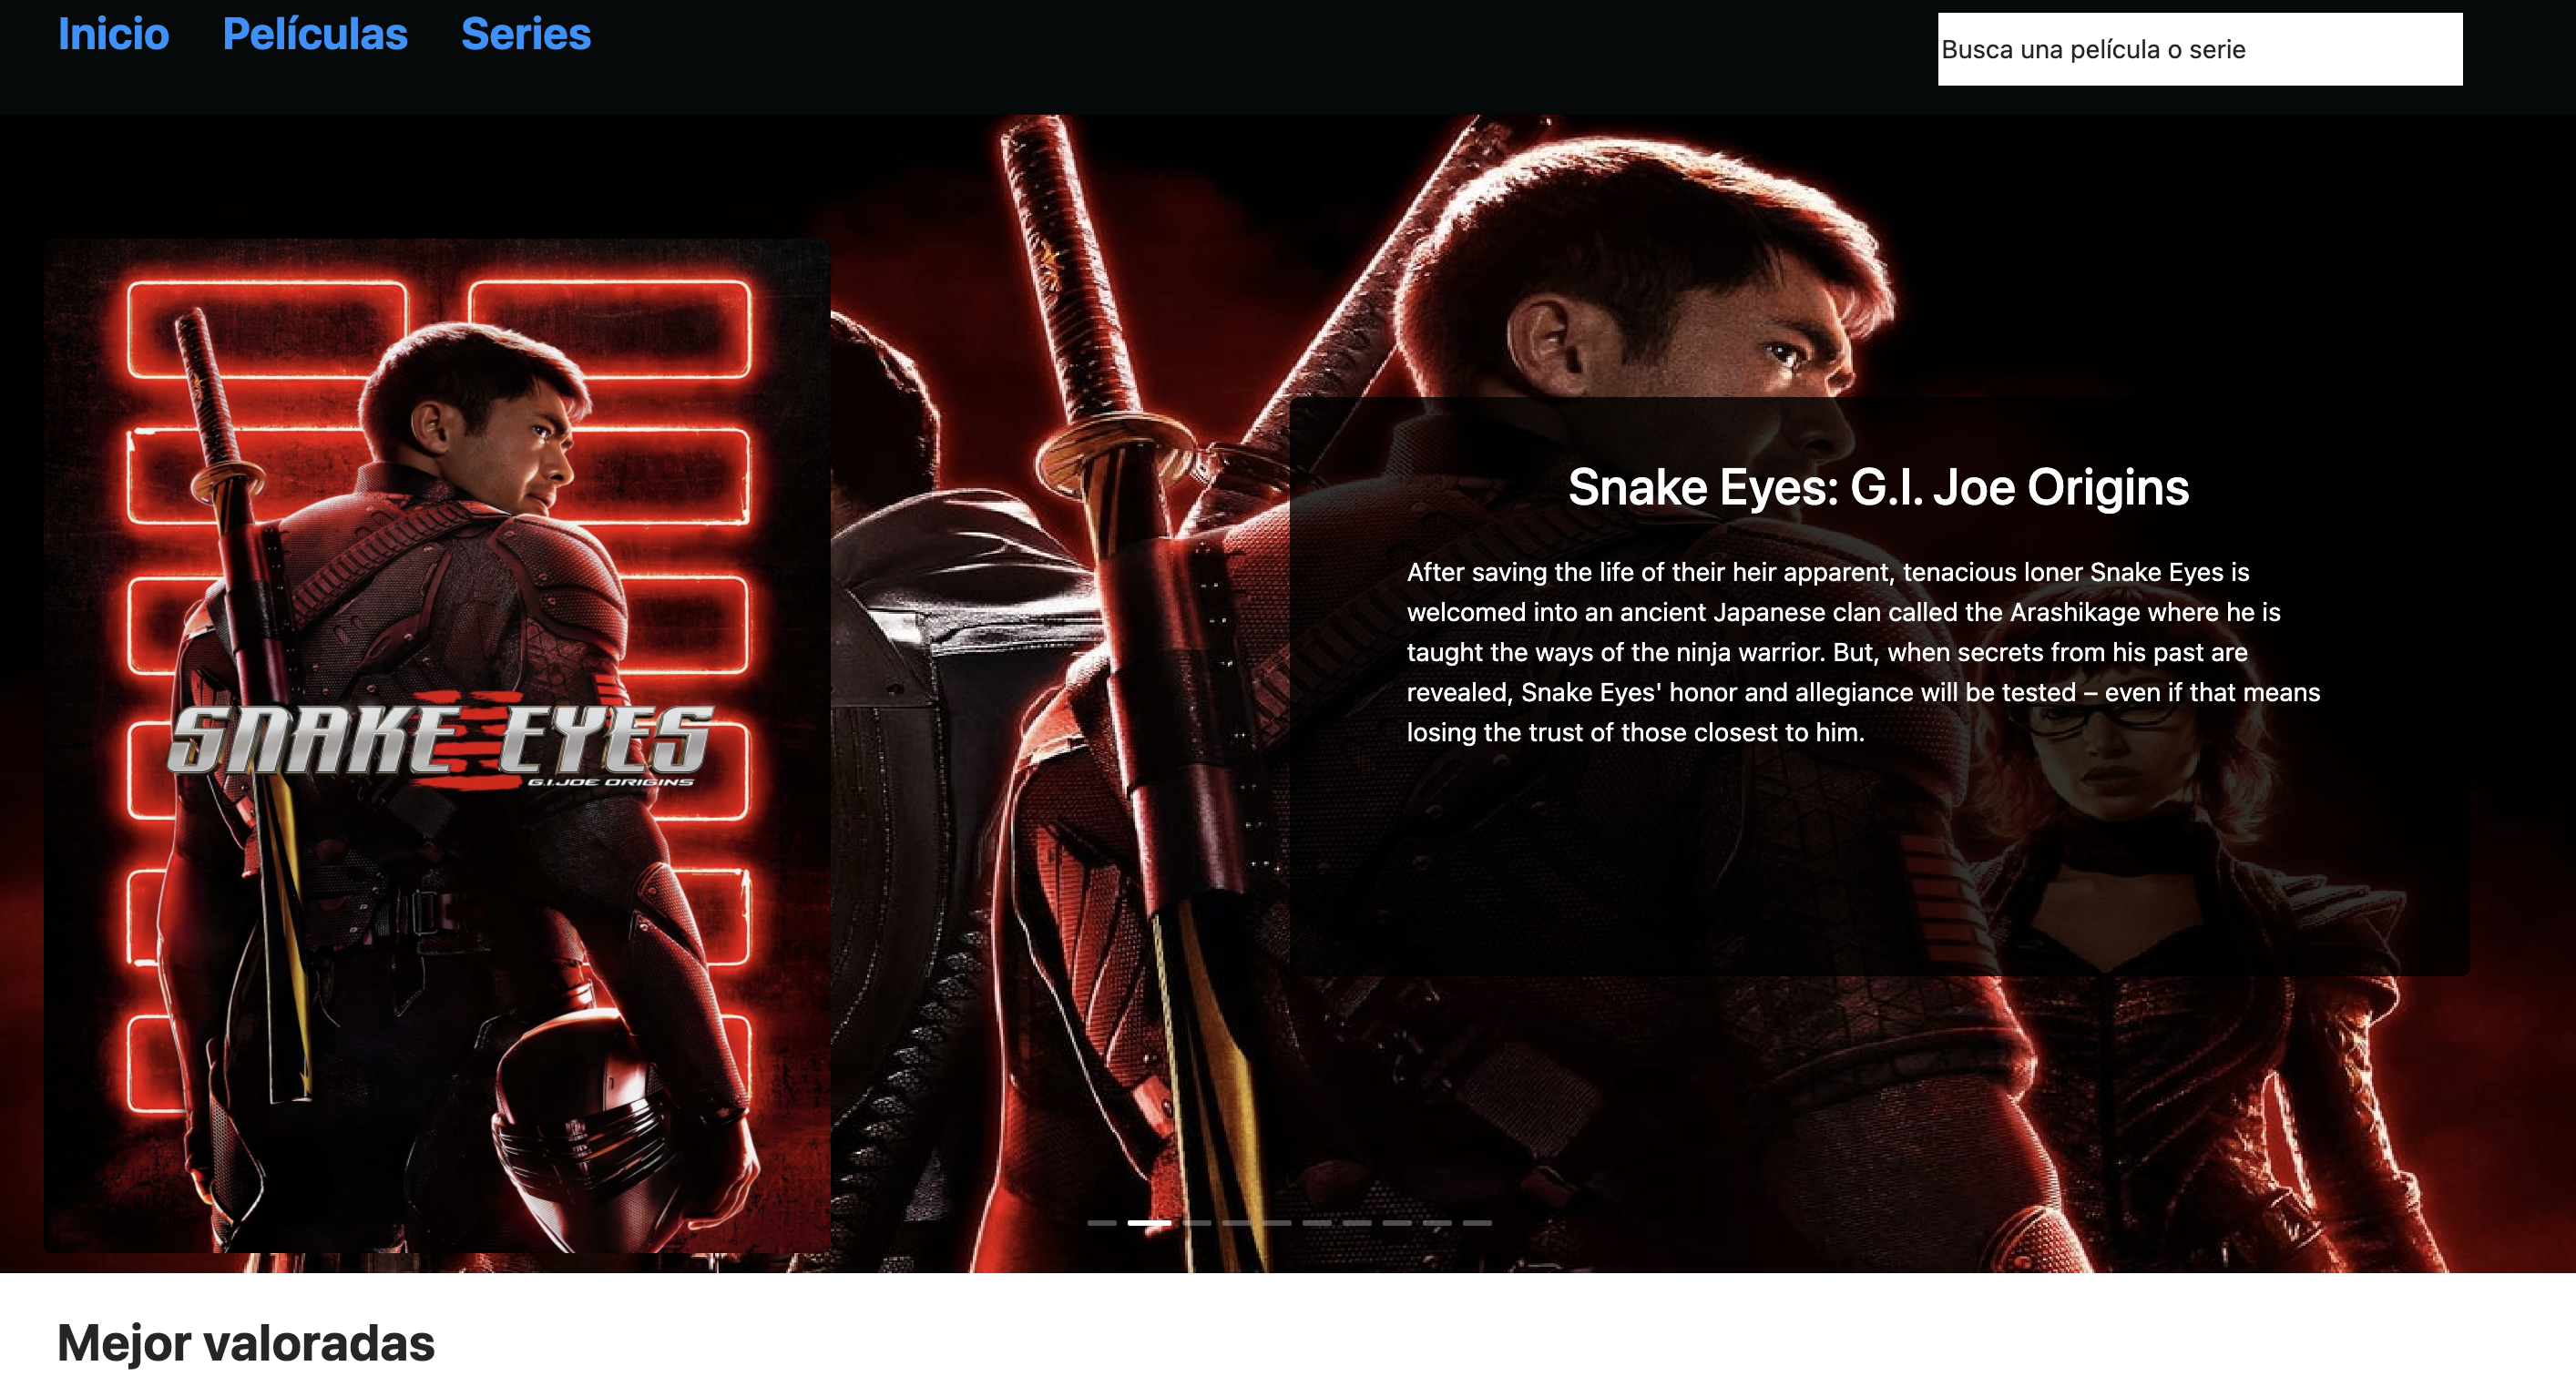 Inicio Películas Series
Busca una película o serie
SNAKE EYES
G.I. JOE ORIGINS
Snake Eyes: G.I. Joe Origins
After saving the life of their heir apparent, tenacious loner Snake Eyes is
welcomed into an ancient Japanese clan called the Arashikage where he is
taught the ways of the ninja warrior. But, when secrets from his past are
revealed, Snake Eyes' honor and allegiance will be tested – even if that means
losing the trust of those closest to him.
Mejor valoradas